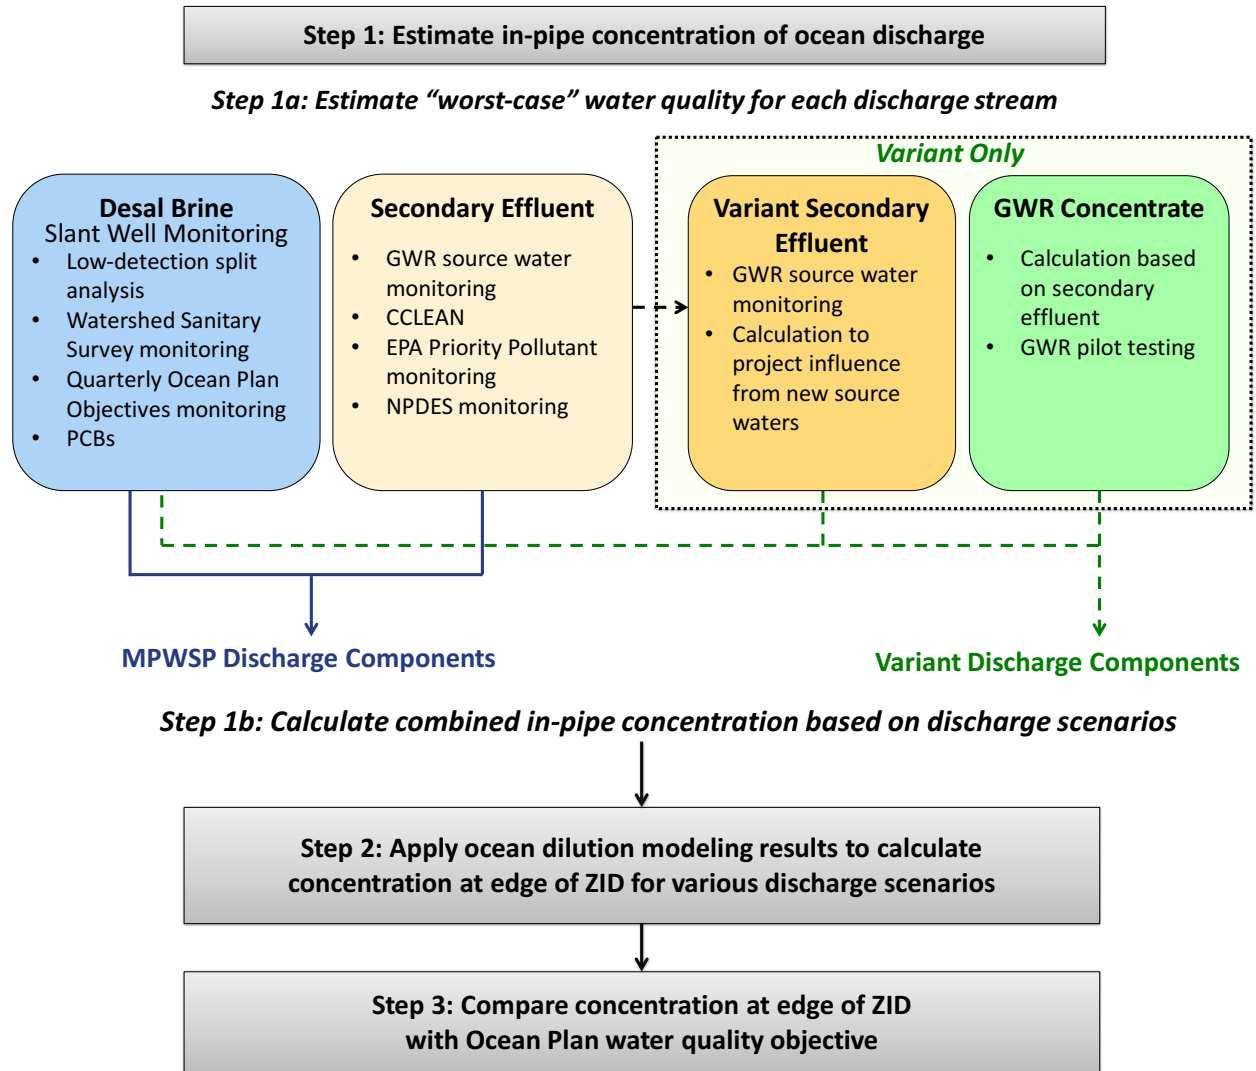 Step 1: Estimate in-pipe concentration of ocean discharge
Step 1a: Estimate “worst-case” water quality for each discharge stream
Variant Only
Desal Brine
Slant Well Monitoring
• Low-detection split
analysis
• Watershed Sanitary
Survey monitoring
• Quarterly Ocean Plan
Objectives monitoring
• PCBs
Secondary Effluent
• GWR source water
monitoring
• CCLEAN
• EPA Priority Pollutant
monitoring
• NPDES monitoring
Variant Secondary
Effluent
• GWR source water
monitoring
• Calculation to
project influence
from new source
waters
GWR Concentrate
• Calculation based
on secondary
effluent
• GWR pilot testing
MPWSP Discharge Components
Variant Discharge Components
Step 1b: Calculate combined in-pipe concentration based on discharge scenarios
Step 2: Apply ocean dilution modeling results to calculate
concentration at edge of ZID for various discharge scenarios
Step 3: Compare concentration at edge of ZID
with Ocean Plan water quality objective